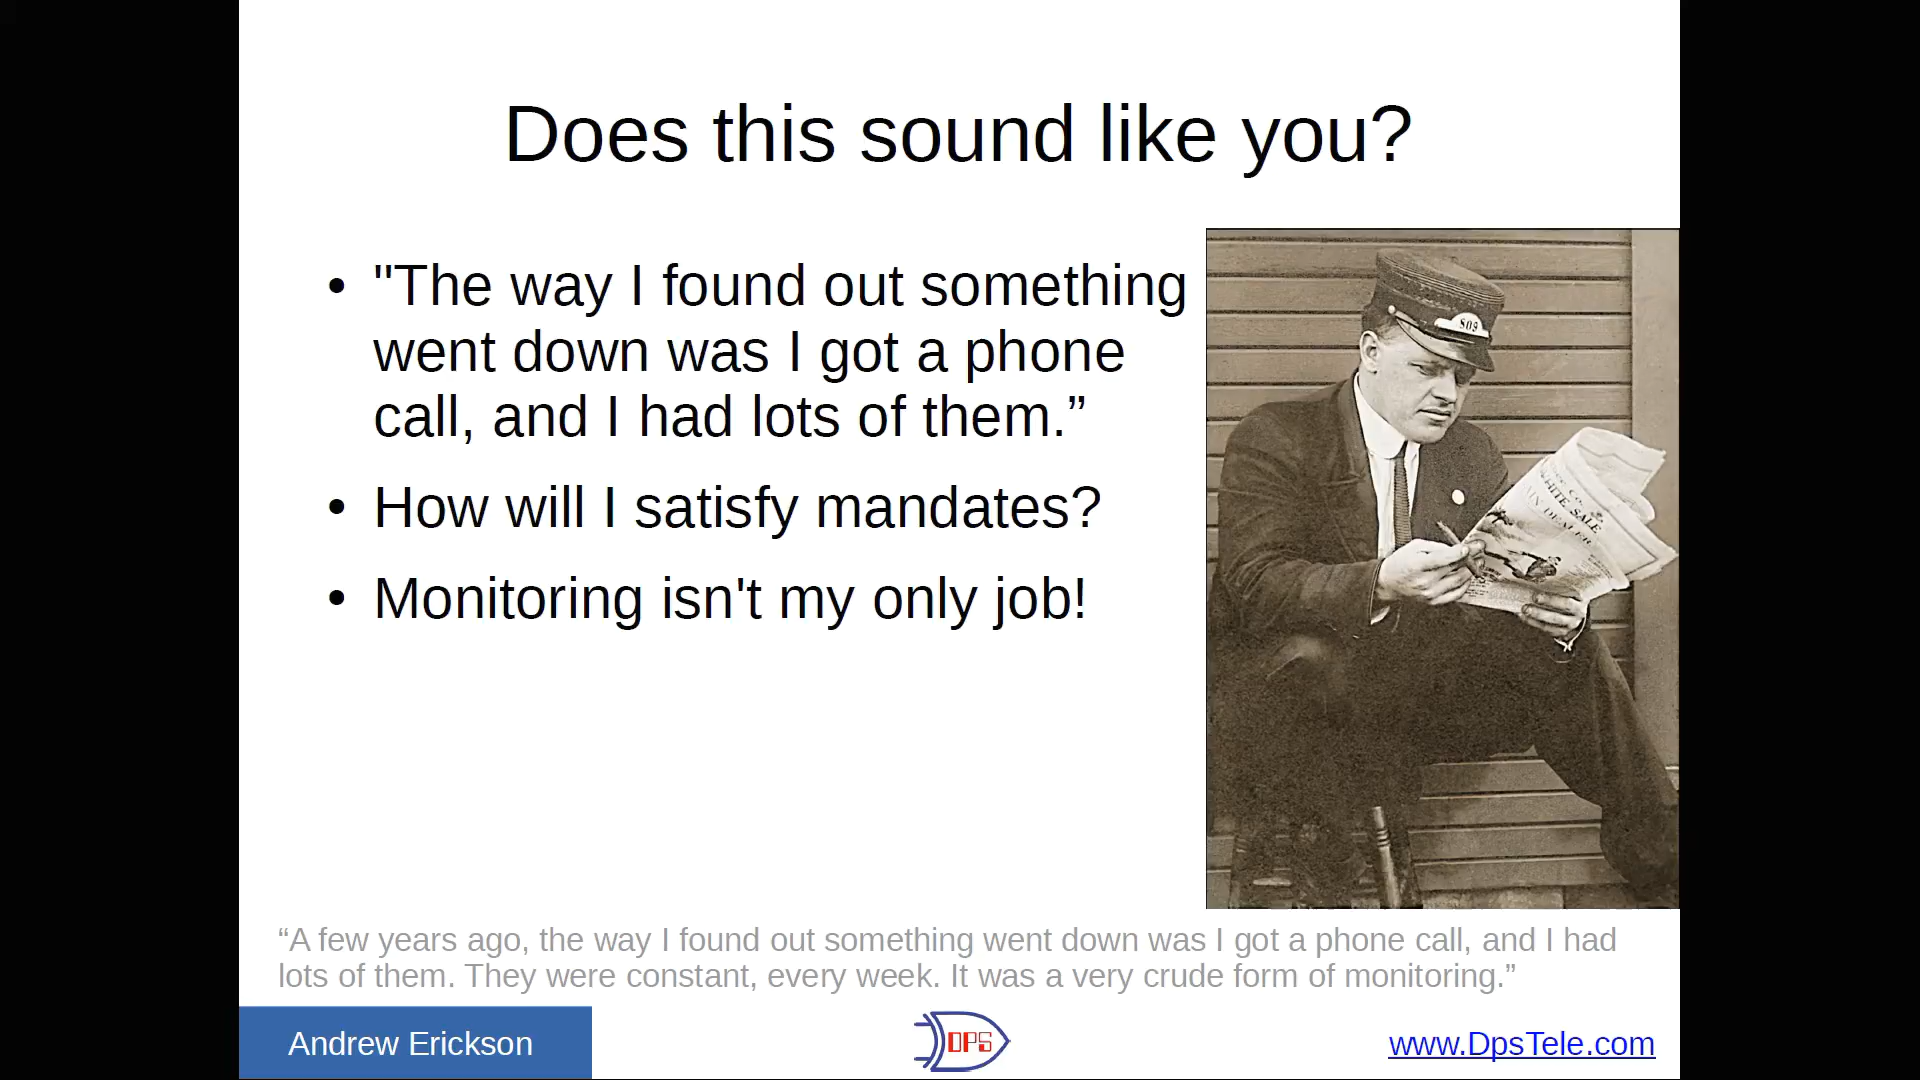 Does this sound like you?
• "The way I found out something
went down was I got a phone
call, and I had lots of them.”
• How will I satisfy mandates?
• Monitoring isn't my only job!
809
WHITE SALE
“A few years ago, the way I found out something went down was I got a phone call, and I had
lots of them. They were constant, every week. It was a very crude form of monitoring.”
Andrew Erickson
DPS
www.DpsTele.com